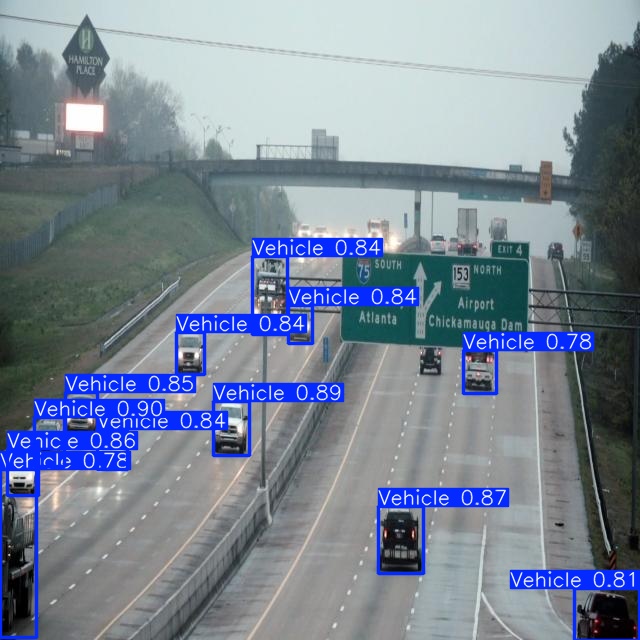 H
HAMILTON
PLACE
Vehicle 0.84
EXIT 4
75 SOUTH
153 NORTH
Atlanta
Airport
Chickamauga Dam
Vehicle 0.84
Vehicle 0.84
Vehicle 0.78
Vehicle 0.85
Vehicle 0.89
Vehicle 0.90
Vehicle 0.84
Vehicle 0.86
Vehicle 0.78
Vehicle 0.87
Vehicle 0.81